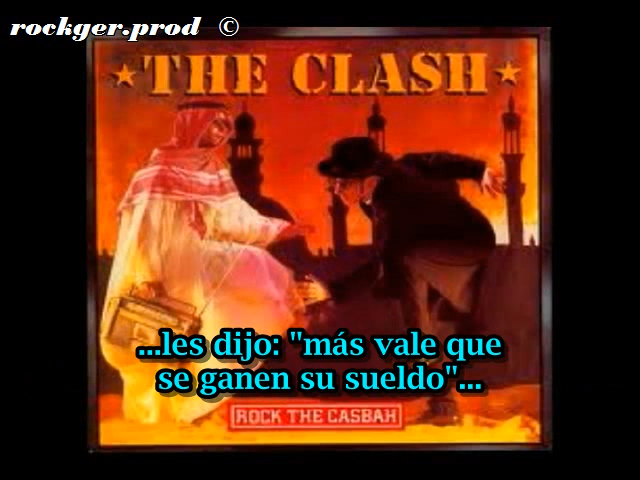 rockger.prod ©
THE CLASH
...les dijo: "más vale que
se ganen su sueldo"...
ROCK THE CASBAH